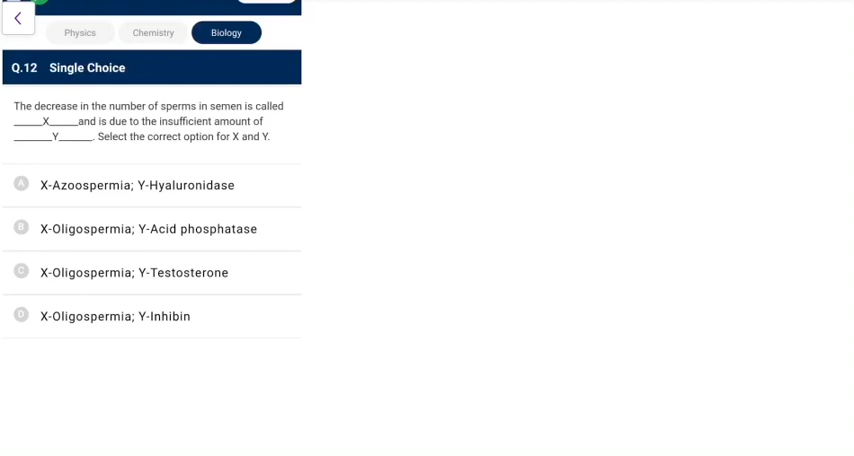 Physics Chemistry Biology
Q.12 Single Choice
The decrease in the number of sperms in semen is called
_____X_____and is due to the insufficient amount of
_______Y______. Select the correct option for X and Y.
A X-Azoospermia; Y-Hyaluronidase
B X-Oligospermia; Y-Acid phosphatase
C X-Oligospermia; Y-Testosterone
D X-Oligospermia; Y-Inhibin